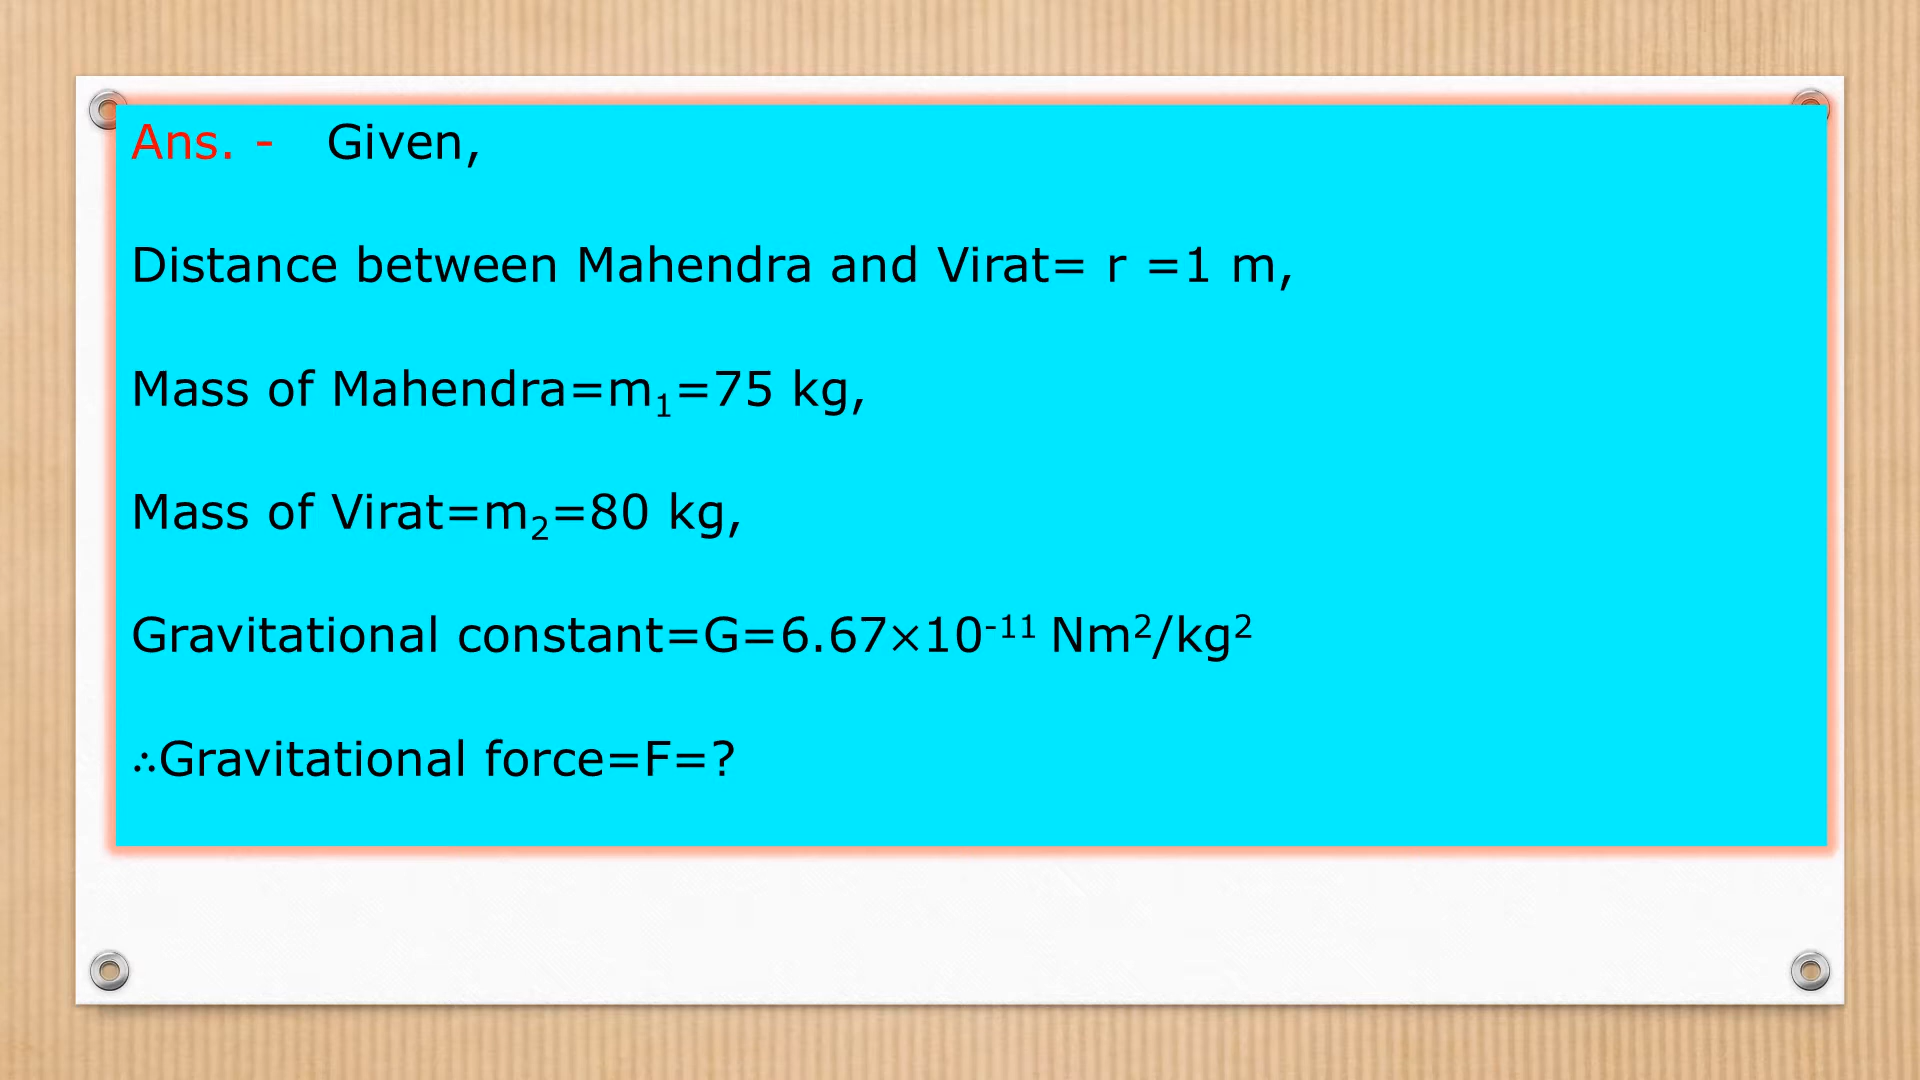 Ans. - Given,
Distance between Mahendra and Virat= r =1 m,
Mass of Mahendra=m₁=75 kg,
Mass of Virat=m₂=80 kg,
Gravitational constant=G=6.67×10⁻¹¹ Nm²/kg²
∴Gravitational force=F=?